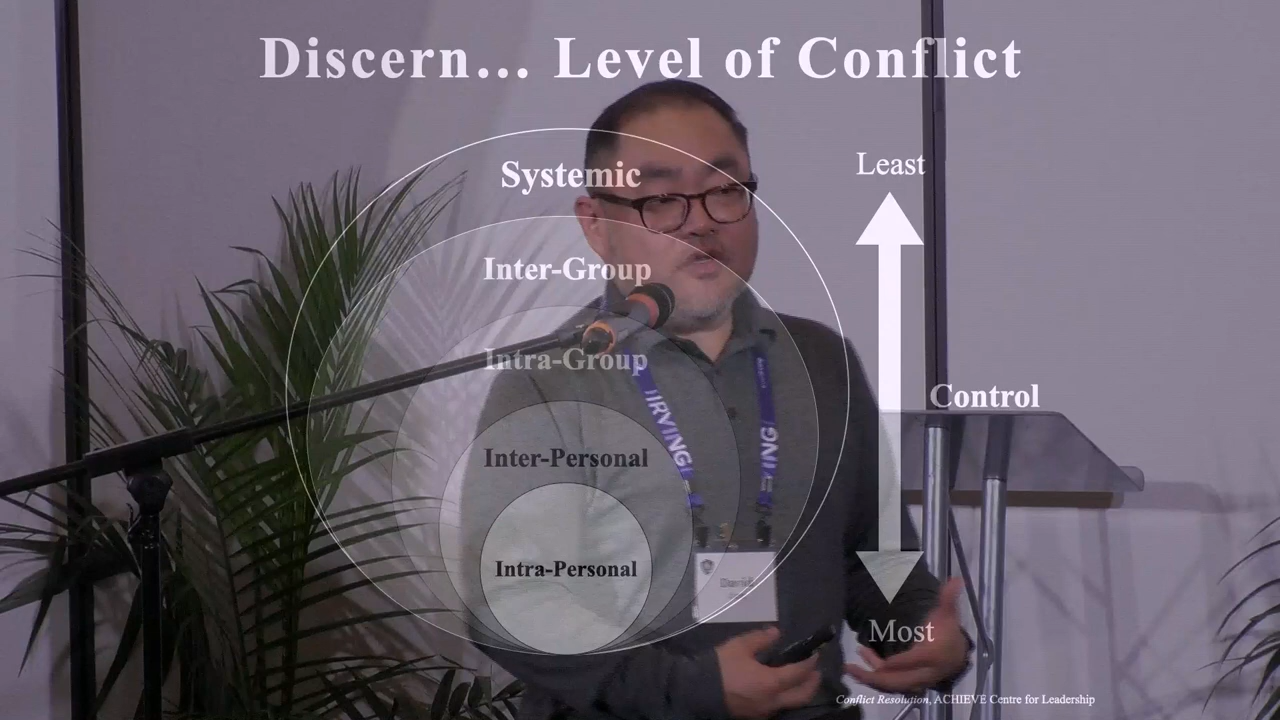 Discern... Level of Conflict
Systemic
Inter-Group
Intra-Group
Inter-Personal
Intra-Personal
Least
Control
Most
IRVING
ING
Conflict Resolution, ACHIEVE Centre for Leadership